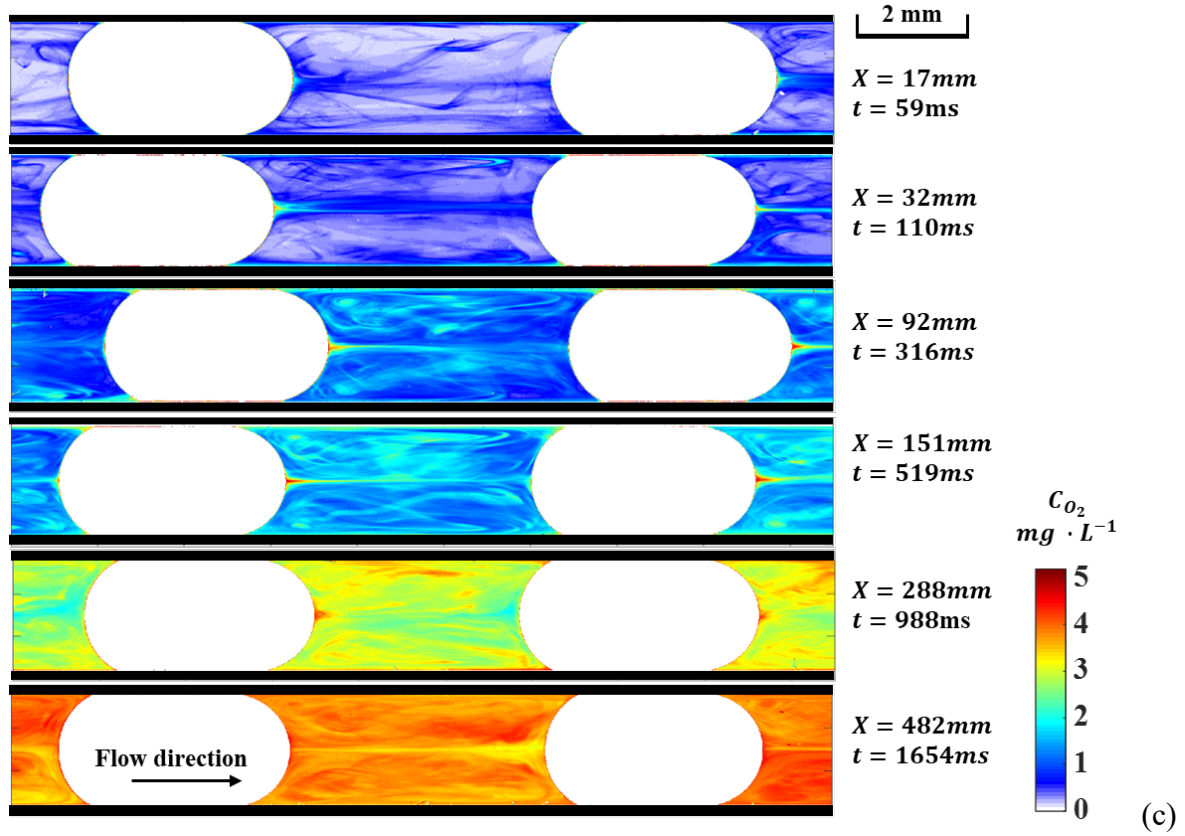 2 mm
X = 17mm
t = 59ms
X = 32mm
t = 110ms
X = 92mm
t = 316ms
X = 151mm
t = 519ms
C_{O_2}
mg · L^{-1}
5
4
3
2
1
0
X = 288mm
t = 988ms
X = 482mm
t = 1654ms
Flow direction
(c)